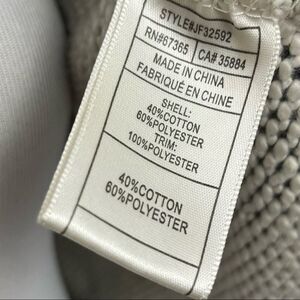 STYLE#JF32592
RN#67365 CA# 35884
MADE IN CHINA
FABRIQUÉ EN CHINE
SHELL:
40%COTTON
60%POLYESTER
TRIM:
100%POLYESTER
40%COTTON
60%POLYESTER